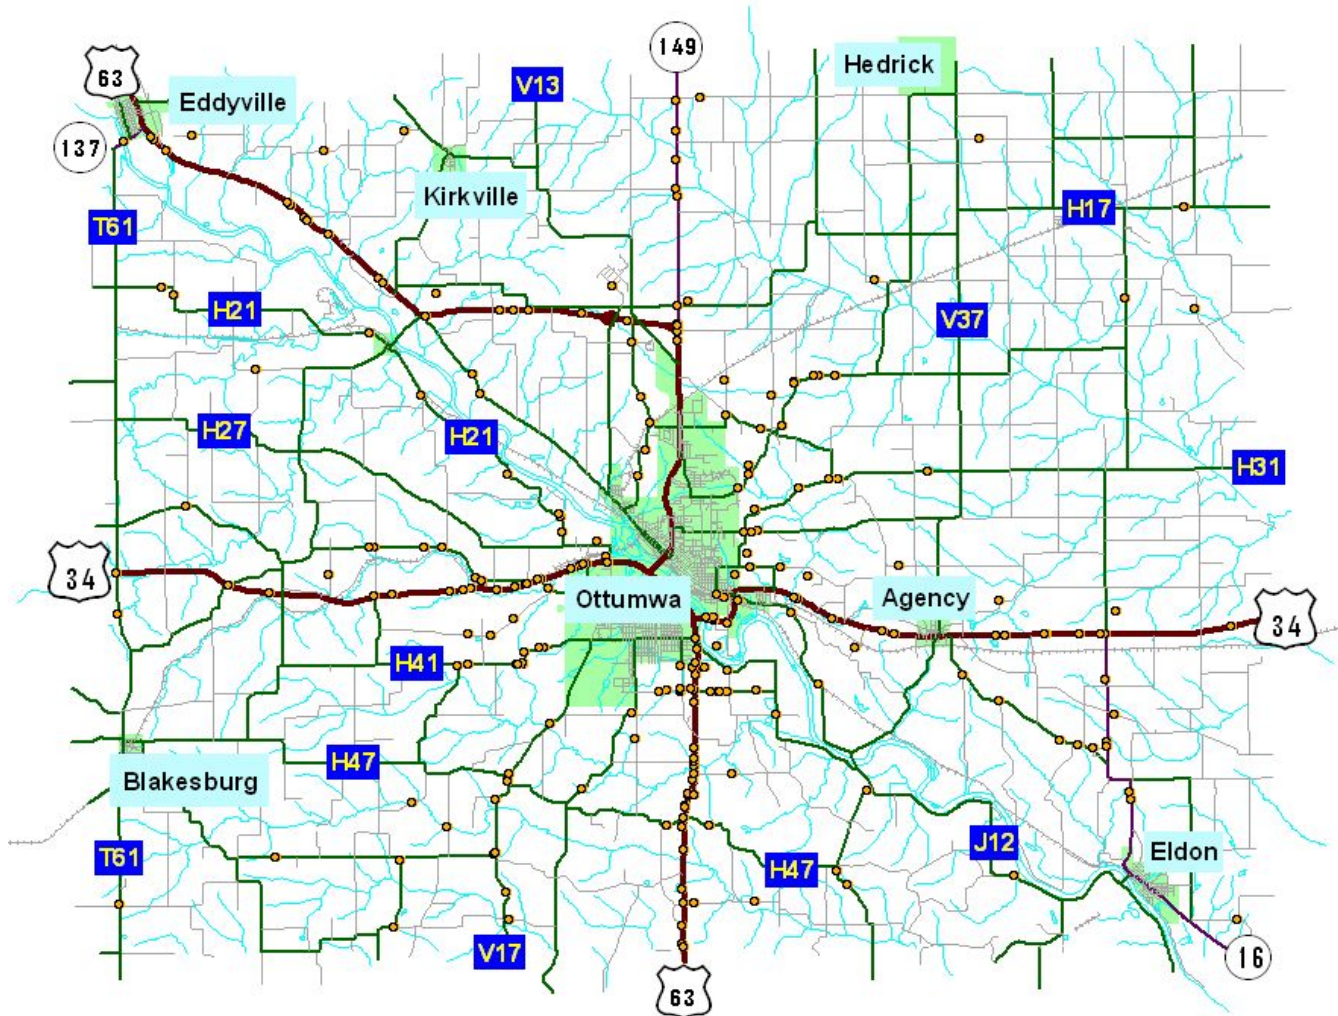 149
Hedrick
63
V13
Eddyville
137
Kirkville
H17
T61
H21
V37
H27
H21
H31
34
Ottumwa
Agency
34
H41
H47
Blakesburg
J12
Eldon
T61
H47
V17
16
63